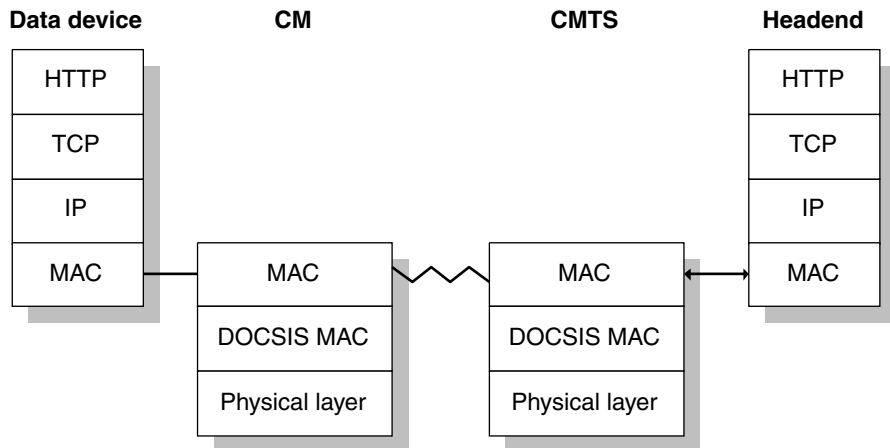 Data device
CM
CMTS
Headend
HTTP
TCP
IP
MAC
MAC
DOCSIS MAC
Physical layer
MAC
DOCSIS MAC
Physical layer
HTTP
TCP
IP
MAC